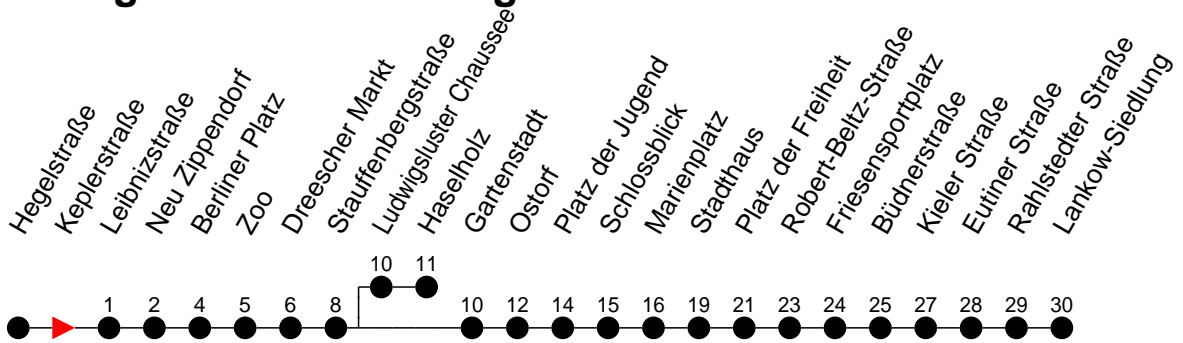 Hegelstraße
Keplerstraße
Leibnizstraße
Neu Zippendorf
Berliner Platz
Zoo
Dreescher Markt
Stauffenbergstraße
Ludwigsluster Chaussee
Haselholz
Gartenstadt
Ostorf
Platz der Jugend
Schlossblick
Marienplatz
Stadthaus
Platz der Freiheit
Robert-Beltz-Straße
Friesensportplatz
Büdnerstraße
Kieler Straße
Eutiner Straße
Rahlstedter Straße
Lankow-Siedlung
10 11
1 2 4 5 6 8 10 12 14 15 16 19 21 23 24 25 27 28 29 30